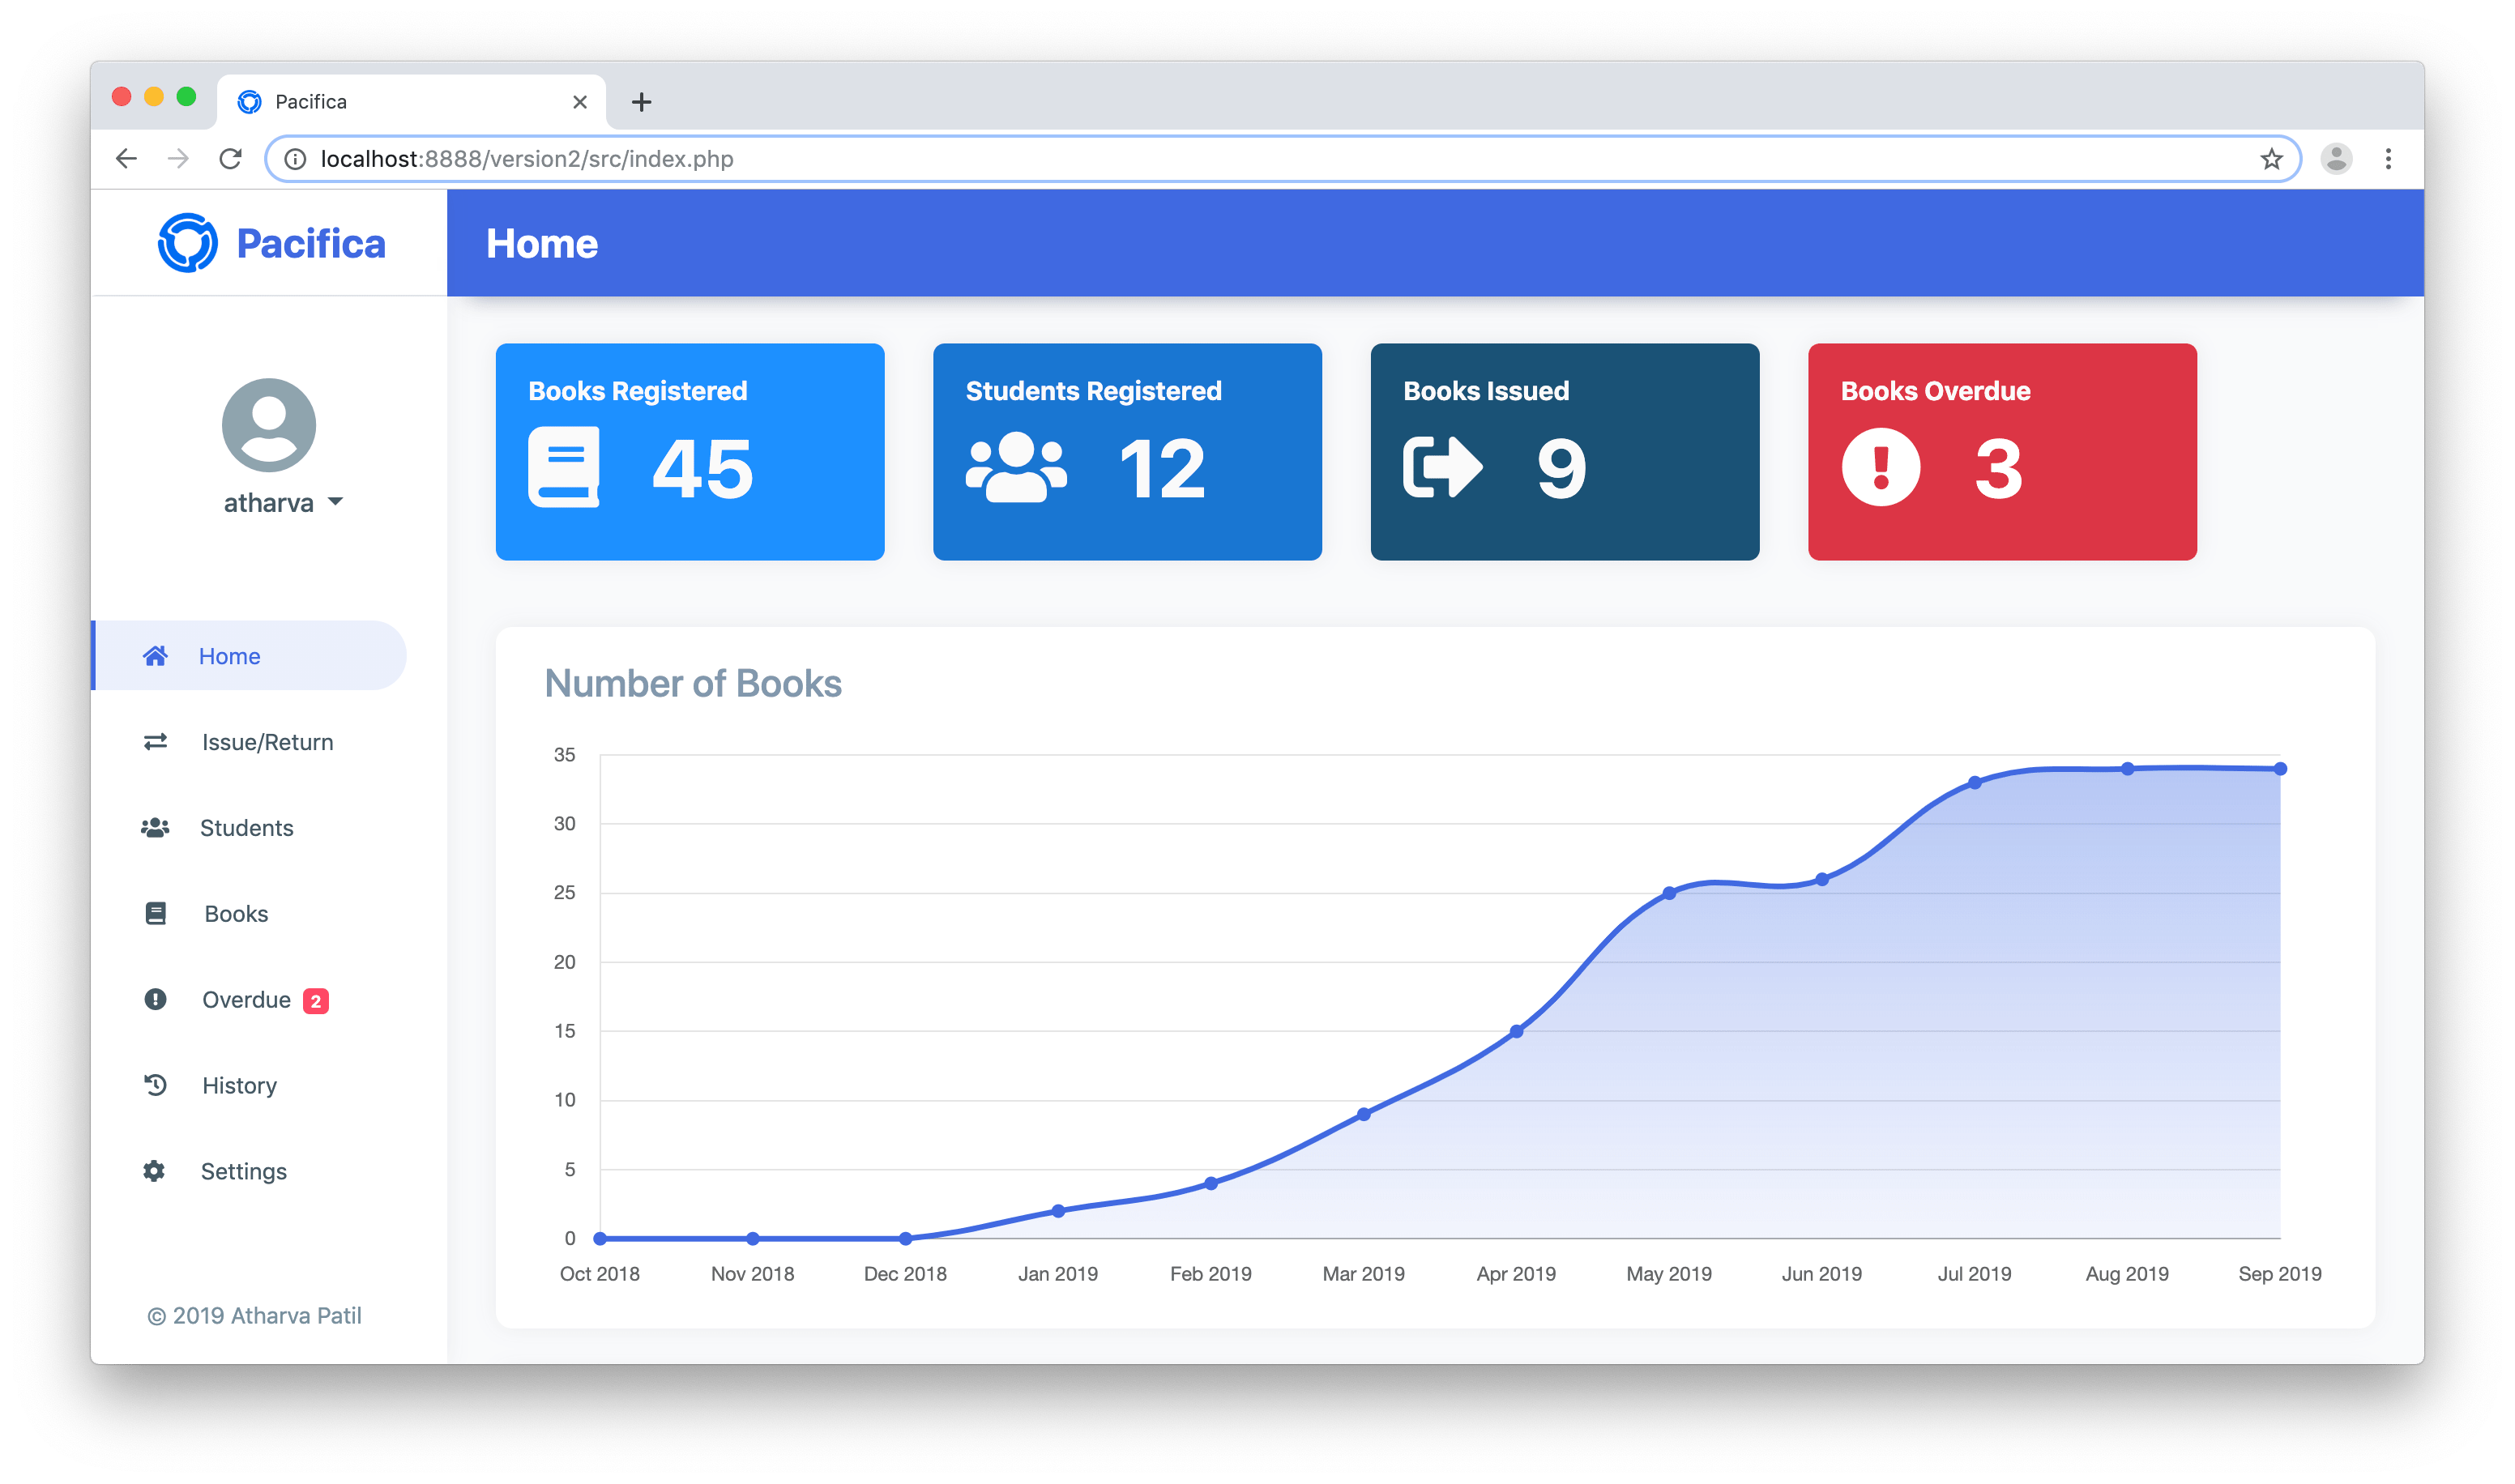 Pacifica
localhost:8888/version2/src/index.php
Pacifica
Home
atharva
Home
Issue/Return
Students
Books
Overdue 2
History
Settings
© 2019 Atharva Patil
Books Registered
45
Students Registered
12
Books Issued
9
Books Overdue
3
Number of Books
35
30
25
20
15
10
5
0
Oct 2018 Nov 2018 Dec 2018 Jan 2019 Feb 2019 Mar 2019 Apr 2019 May 2019 Jun 2019 Jul 2019 Aug 2019 Sep 2019